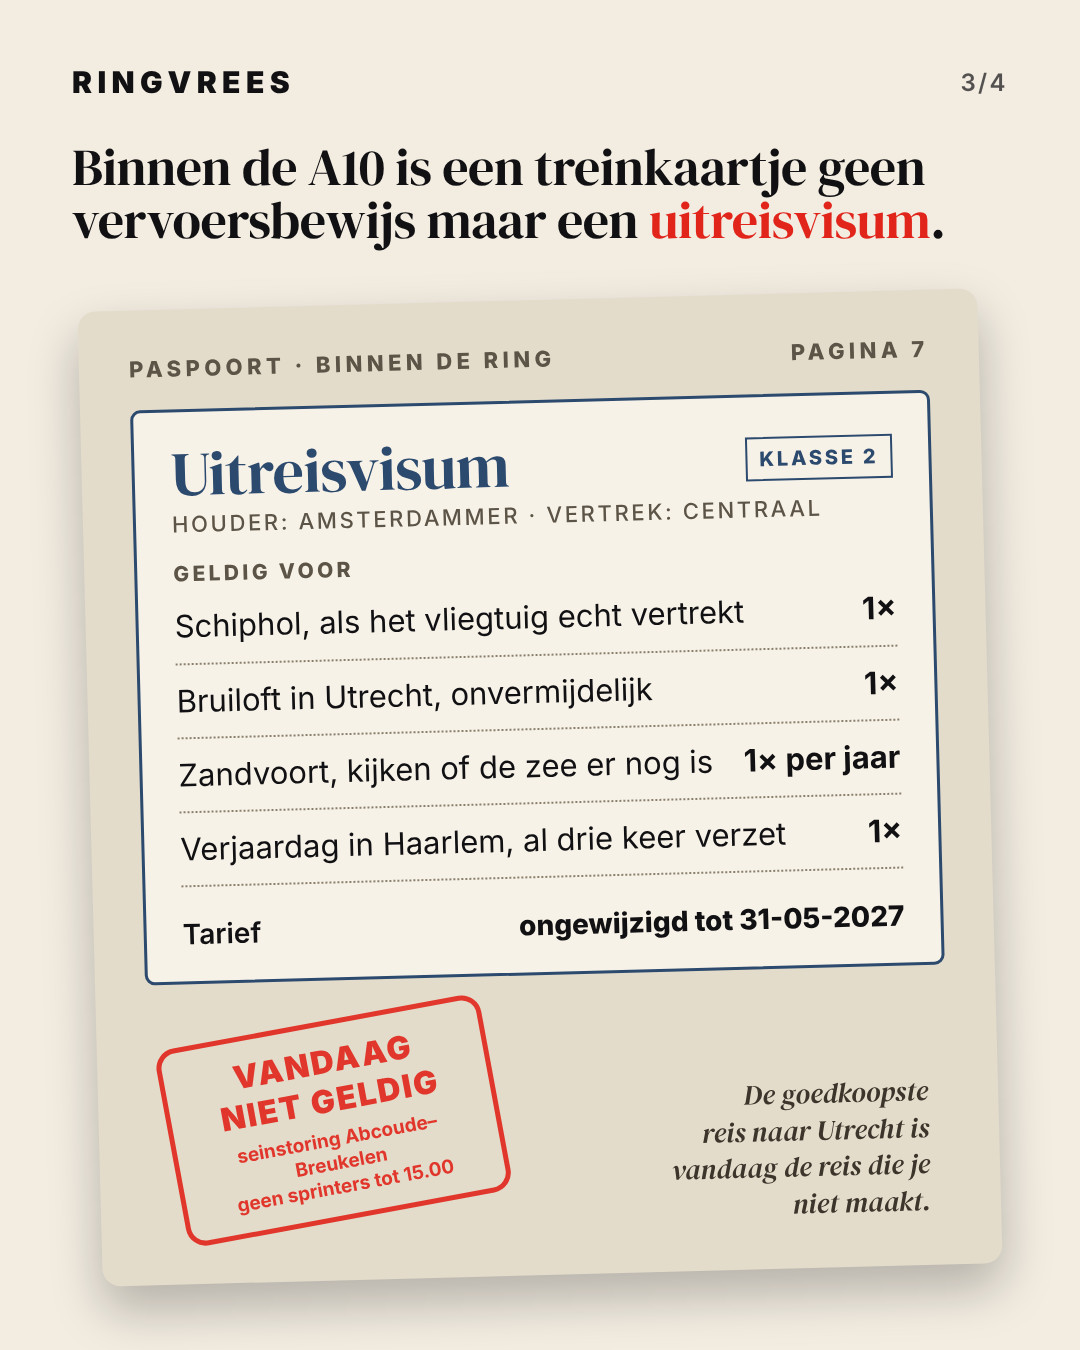 RINGVREES
3/4
Binnen de A10 is een treinkaartje geen
vervoersbewijs maar een uitreisvisum.
PASPOORT · BINNEN DE RING
PAGINA 7
Uitreisvisum
KLASSE 2
HOUDER: AMSTERDAMMER · VERTREK: CENTRAAL
GELDIG VOOR
Schiphol, als het vliegtuig echt vertrekt 1×
Bruiloft in Utrecht, onvermijdelijk 1×
Zandvoort, kijken of de zee er nog is 1× per jaar
Verjaardag in Haarlem, al drie keer verzet 1×
Tarief ongewijzigd tot 31-05-2027
VANDAAG
NIET GELDIG
seinstoring Abcoude–
Breukelen
geen sprinters tot 15.00
De goedkoopste
reis naar Utrecht is
vandaag de reis die je
niet maakt.